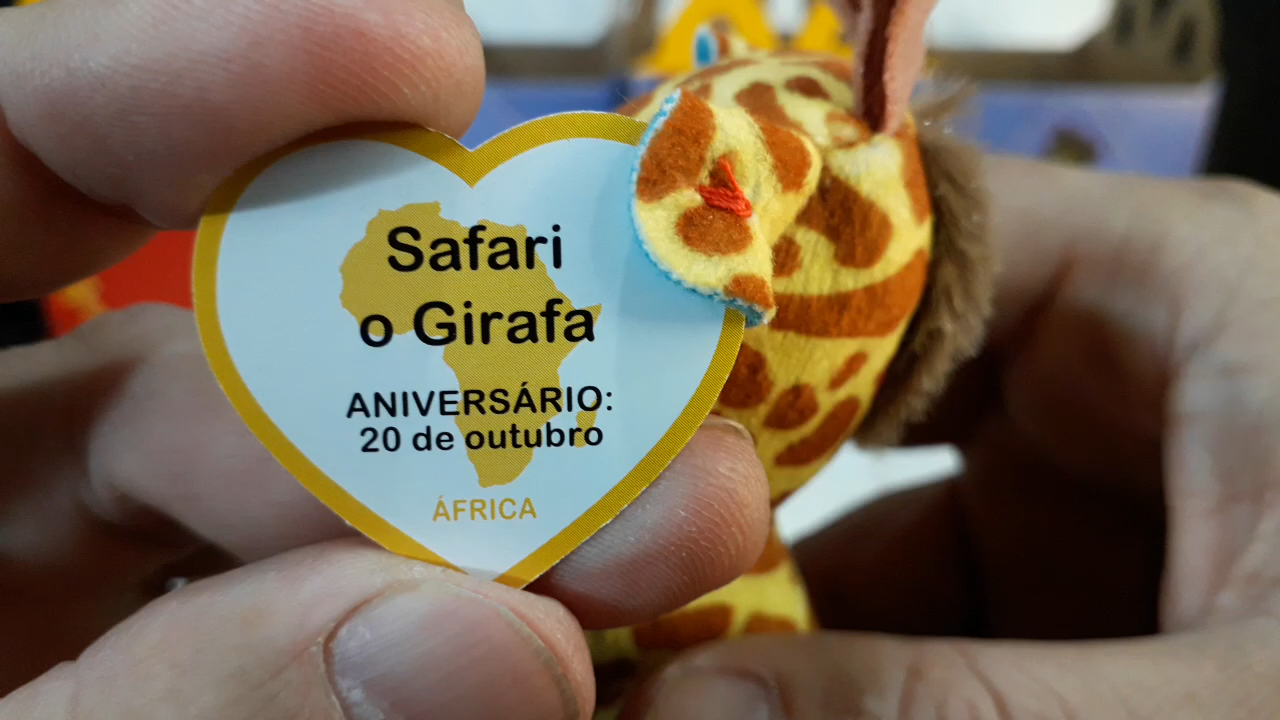 Safari
o Girafa
ANIVERSÁRIO:
20 de outubro
ÁFRICA